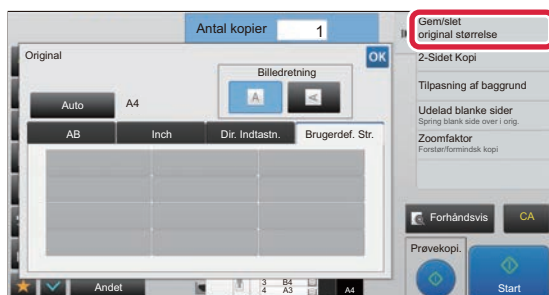 Antal kopier 1
Gem/slet
original størrelse
Original
OK
2-Sidet Kopi
Billedretning
A A
Tilpasning af baggrund
Auto A4
Udelad blanke sider
Spring blank side over i orig.
AB Inch Dir. Indtastn. Brugerdef. Str.
Zoomfaktor
Forstør/formindsk kopi
Forhåndsvis CA
Prøvekopi.
Start
Andet
3 B4
4 A3
A4